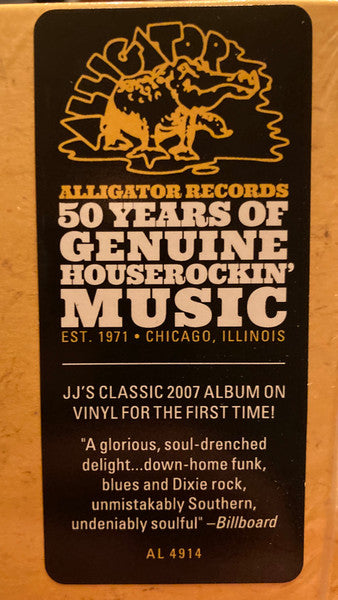 ALLIGATOR
ALLIGATOR RECORDS
50 YEARS OF
GENUINE
HOUSEROCKIN'
MUSIC
EST. 1971 • CHICAGO, ILLINOIS
JJ'S CLASSIC 2007 ALBUM ON
VINYL FOR THE FIRST TIME!
"A glorious, soul-drenched
delight...down-home funk,
blues and Dixie rock,
unmistakably Southern,
undeniably soulful" –Billboard
AL 4914